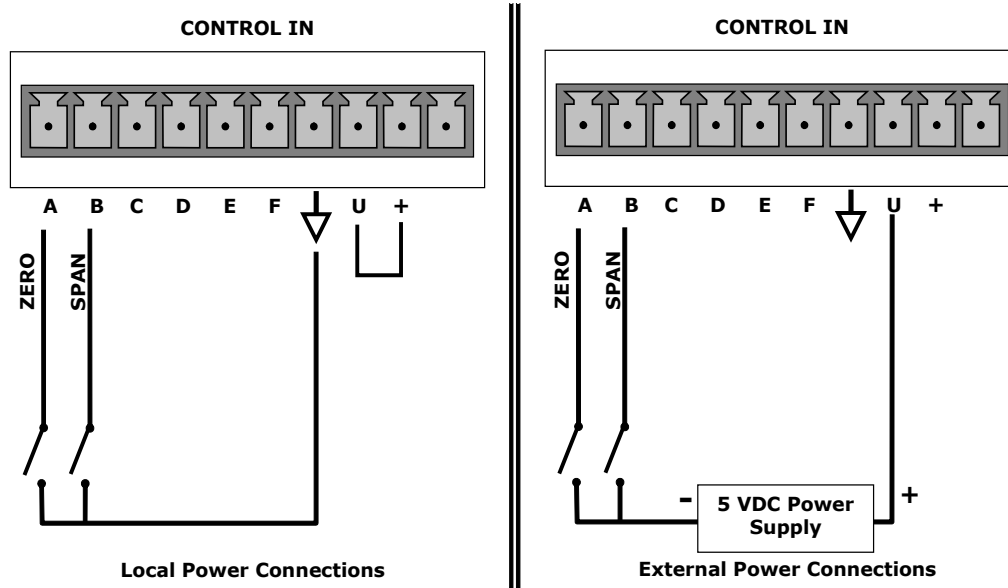 CONTROL IN
A B C D E F U +
ZERO
SPAN
Local Power Connections
CONTROL IN
A B C D E F U +
ZERO
SPAN
- 5 VDC Power +
Supply
External Power Connections